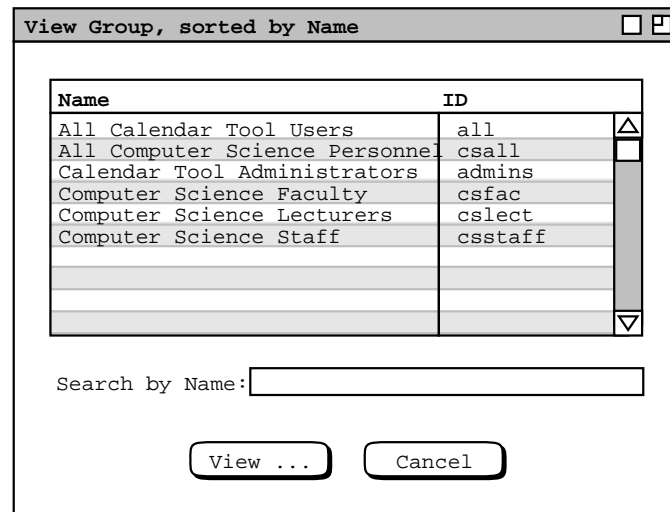 View Group, sorted by Name
Name ID
All Calendar Tool Users all
All Computer Science Personnel csall
Calendar Tool Administrators admins
Computer Science Faculty csfac
Computer Science Lecturers cslect
Computer Science Staff csstaff
Search by Name:
View ... Cancel